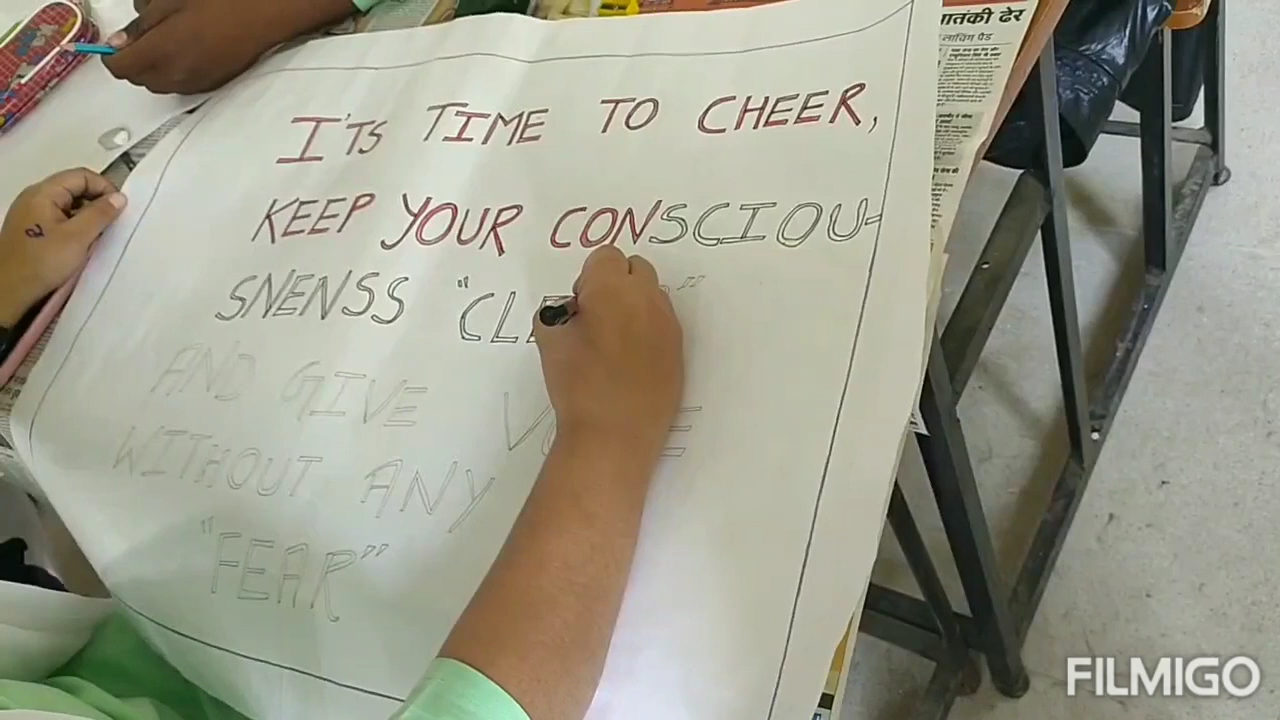 I'TS TIME TO CHEER,
KEEP YOUR CONSCIOU-
SNENSS "CL
AND GIVE
WITHOUT ANY
"FEAR"
ढेर
लाचिंग पैड
FILMIGO